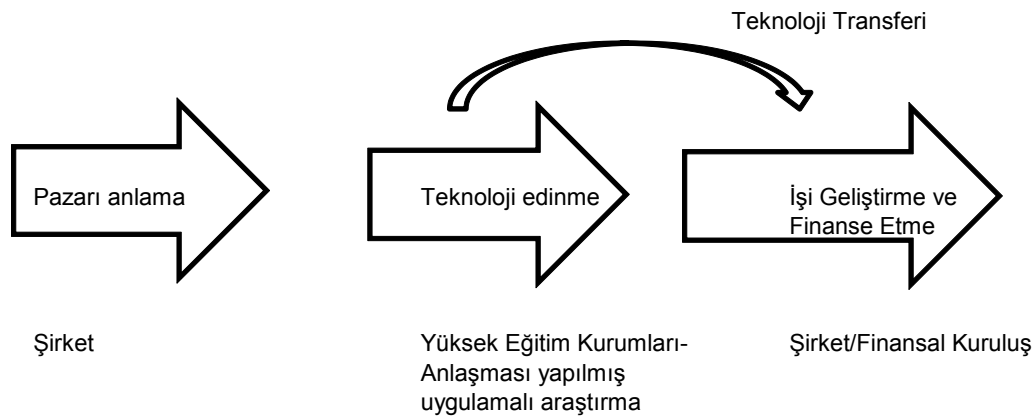 Teknoloji Transferi
Pazarı anlama
Teknoloji edinme
İşi Geliştirme ve
Finanse Etme
Şirket
Yüksek Eğitim Kurumları-
Anlaşması yapılmış
uygulamalı araştırma
Şirket/Finansal Kuruluş